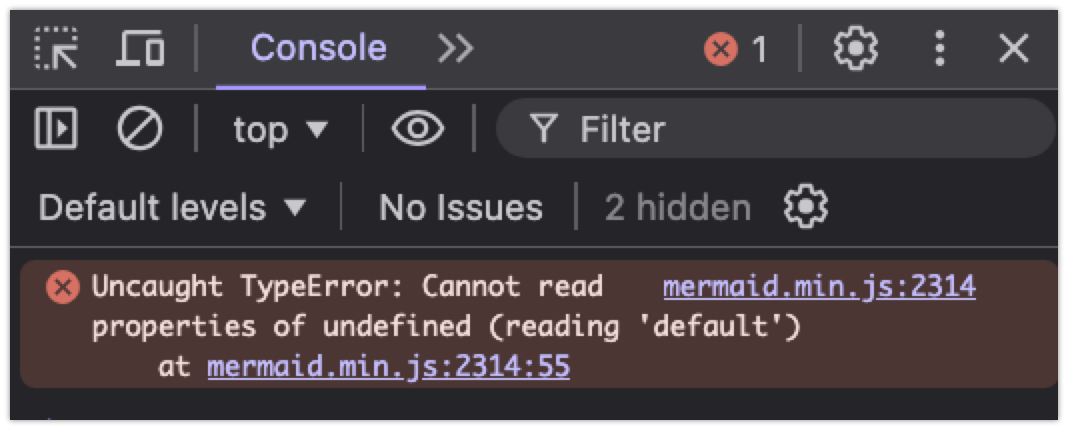 Console
1
top
Filter
Default levels
No Issues
2 hidden
Uncaught TypeError: Cannot read mermaid.min.js:2314
properties of undefined (reading 'default')
at mermaid.min.js:2314:55